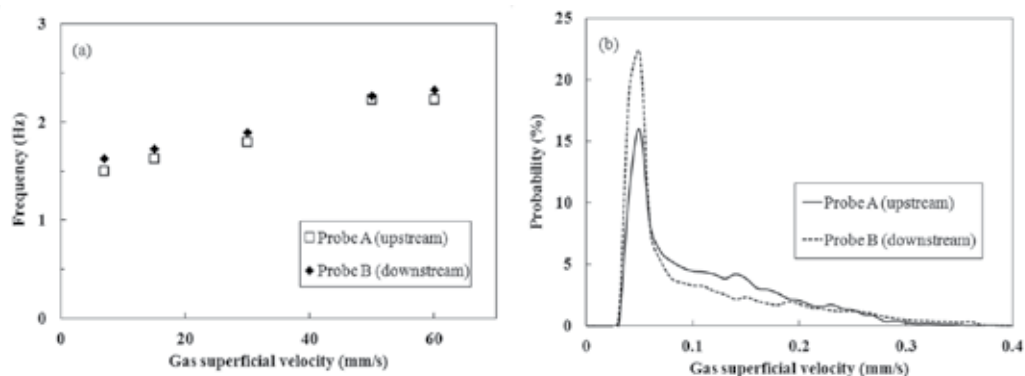 (a)
3
2
1
0
Frequency (Hz)
Probe A (upstream)
Probe B (downstream)
0 20 40 60
Gas superficial velocity (mm/s)
(b)
25
20
15
10
5
0
Probability (%)
Probe A (upstream)
Probe B (downstream)
0 0.1 0.2 0.3 0.4
Gas superficial velocity (mm/s)